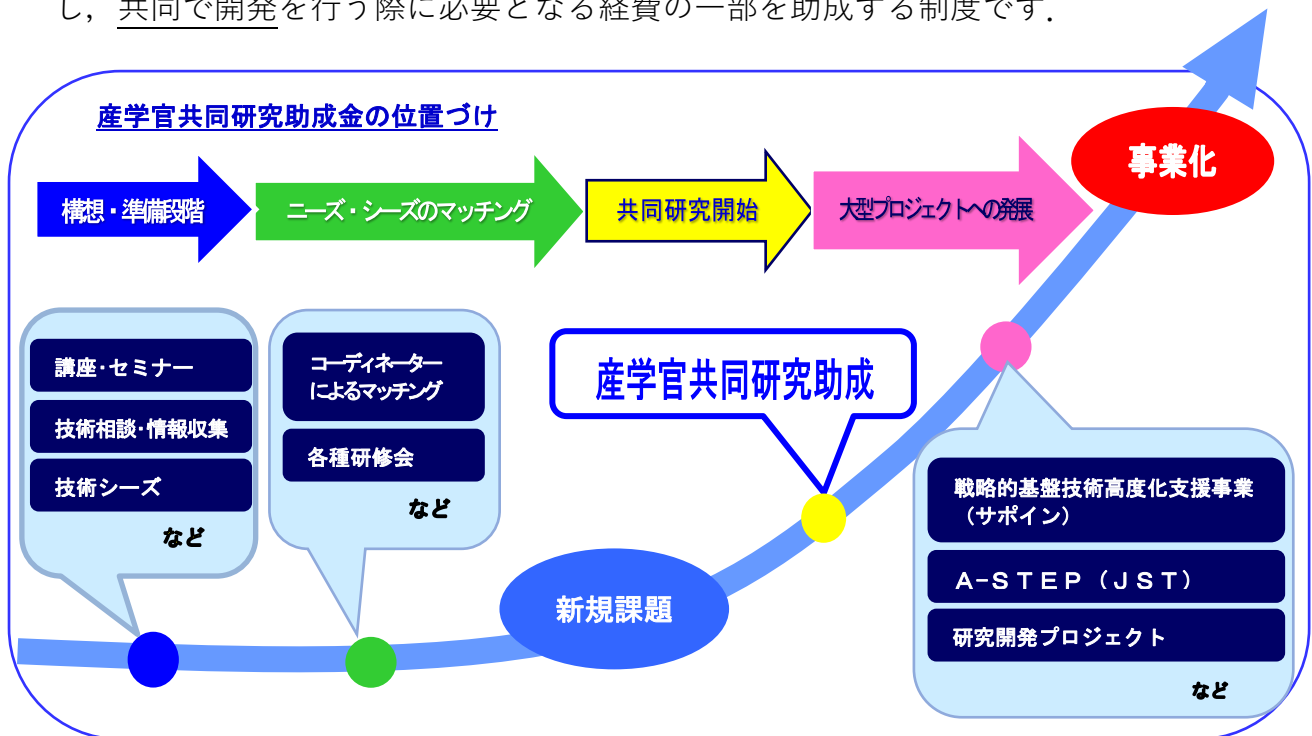 し，共同で開発を行う際に必要となる経費の一部を助成する制度です．
産学官共同研究助成金の位置づけ
構想・準備段階
ニーズ・シーズのマッチング
共同研究開始
大型プロジェクトへの発展
事業化
講座・セミナー
技術相談・情報収集
技術シーズ
など
コーディネーター
によるマッチング
各種研修会
など
産学官共同研究助成
新規課題
戦略的基盤技術高度化支援事業
（サポイン）
Ａ-ＳＴＥＰ（ＪＳＴ）
研究開発プロジェクト
など